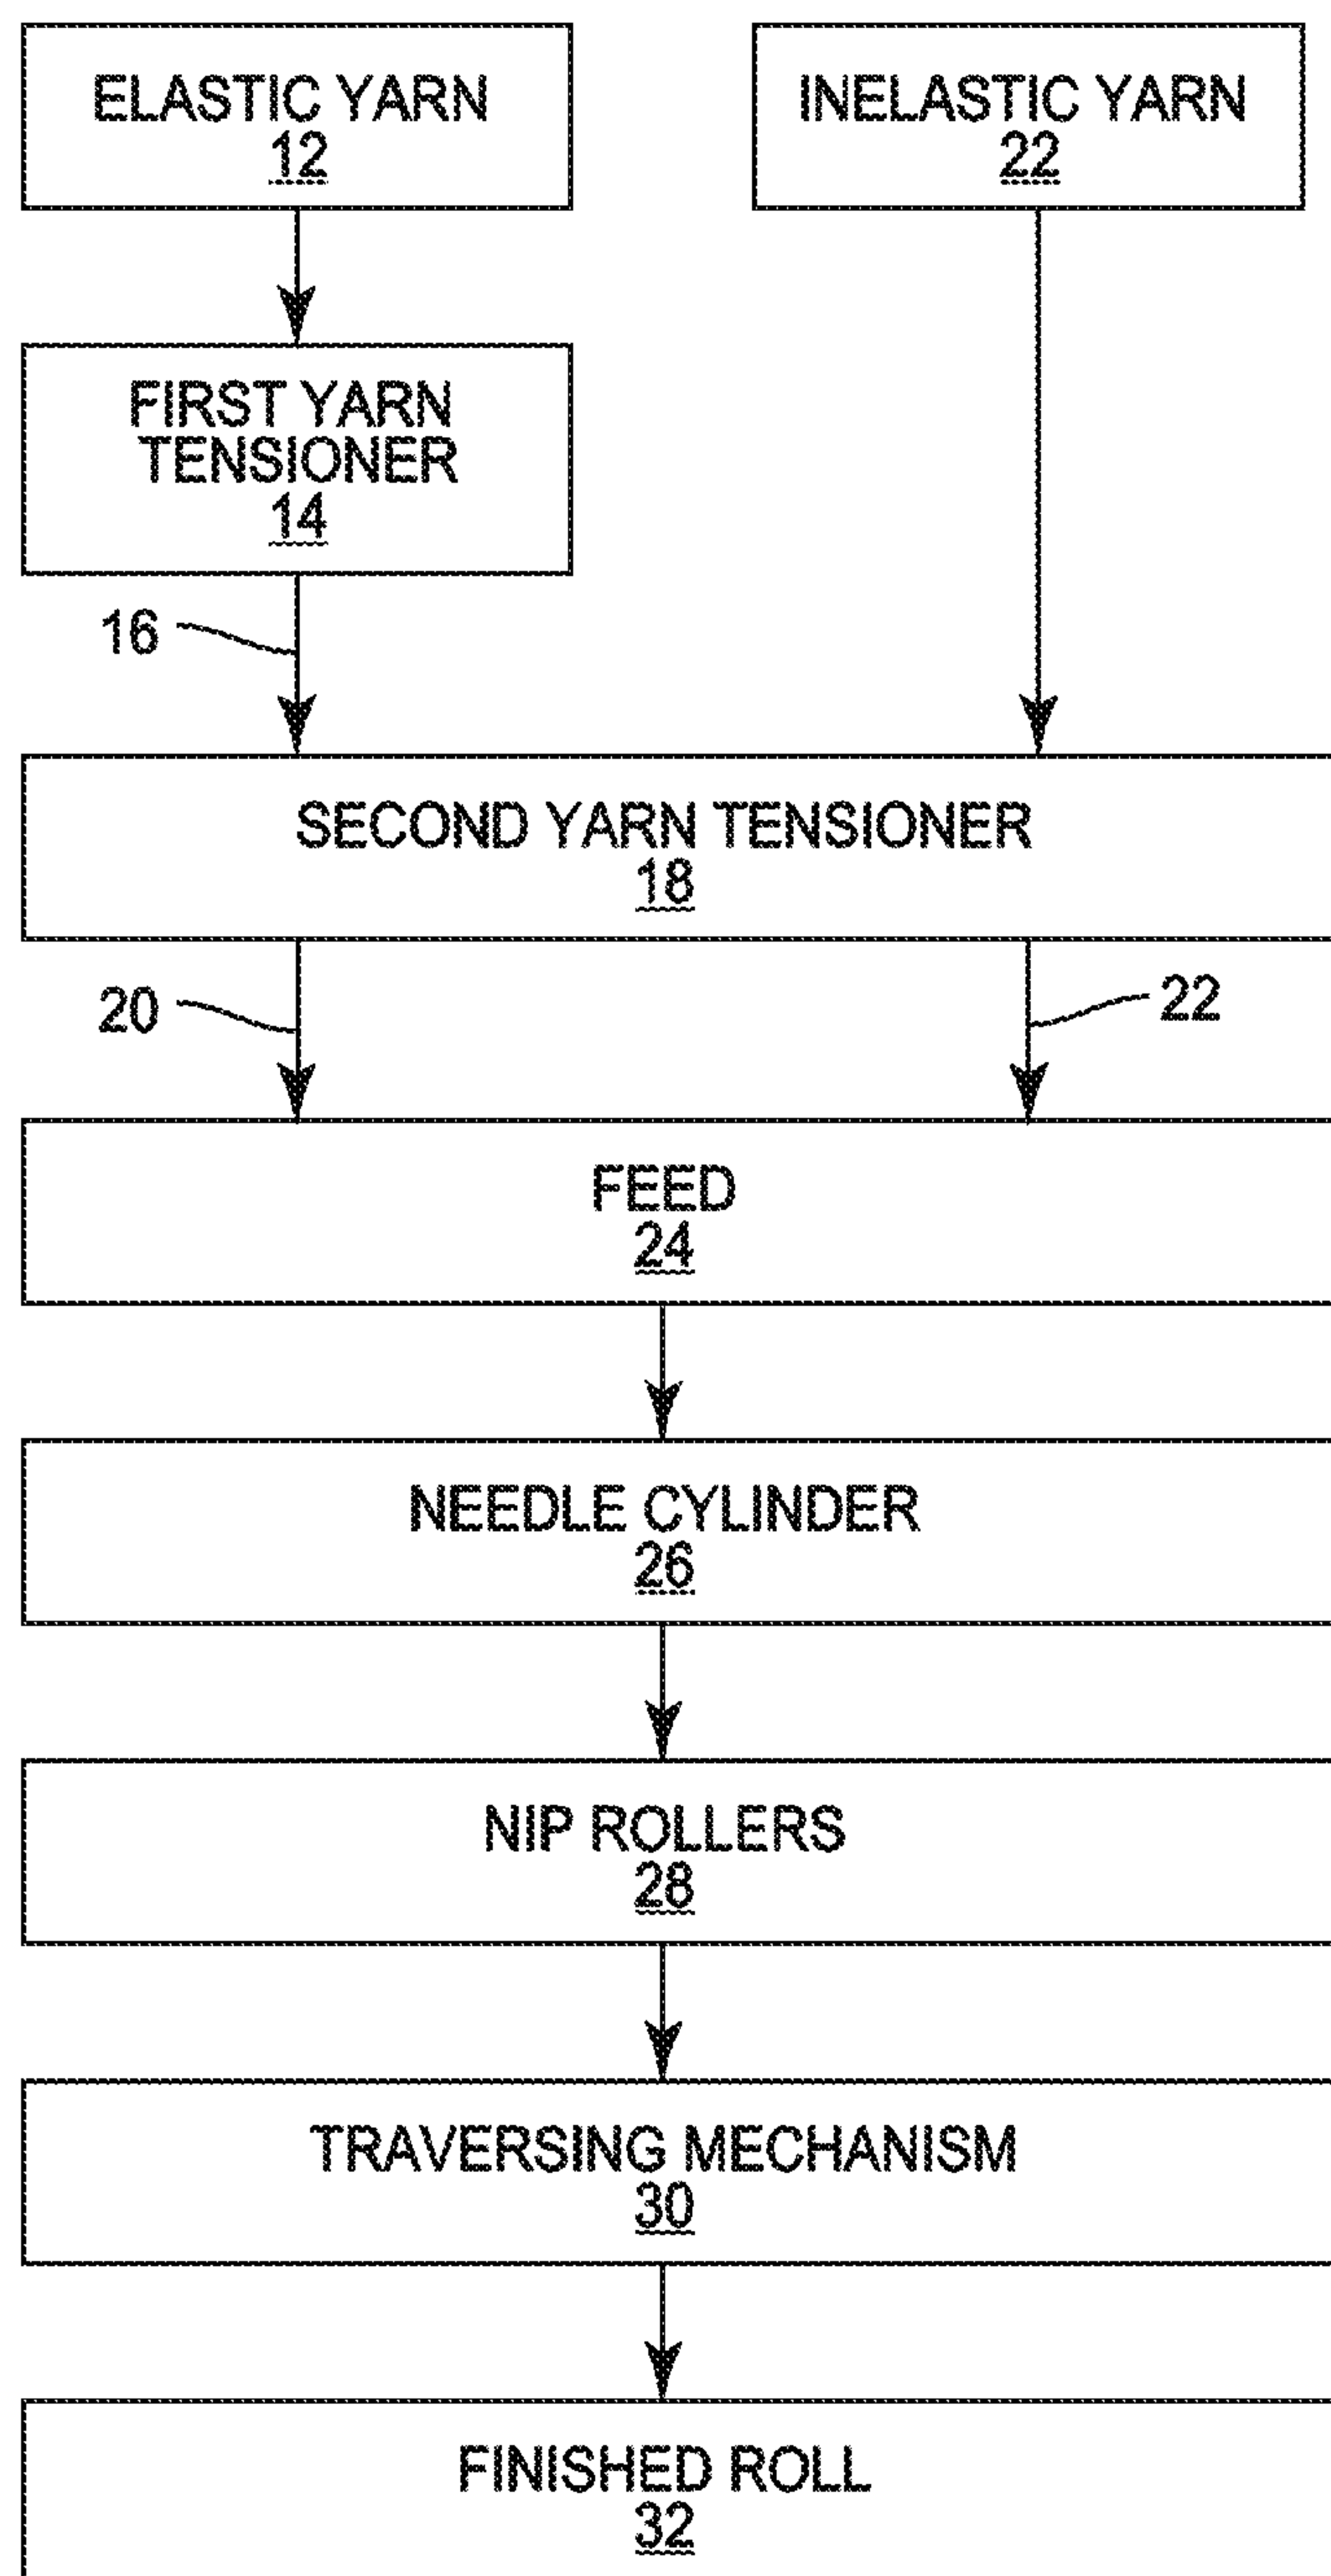 ELASTIC YARN
12
INELASTIC YARN
22
FIRST YARN
TENSIONER
14
16
SECOND YARN TENSIONER
18
20
22
FEED
24
NEEDLE CYLINDER
26
NIP ROLLERS
28
TRAVERSING MECHANISM
30
FINISHED ROLL
32